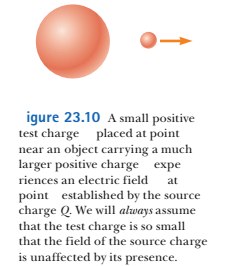 igure 23.10 A small positive
test charge placed at point
near an object carrying a much
larger positive charge expe
riences an electric field at
point established by the source
charge Q. We will always assume
that the test charge is so small
that the field of the source charge
is unaffected by its presence.